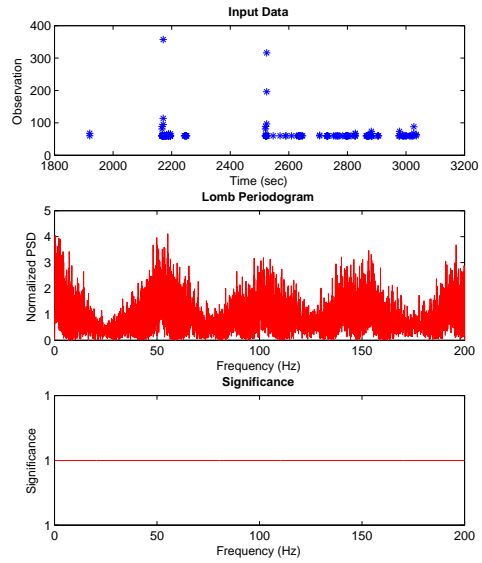 Input Data
400
300
200
100
0
Observation
1800 2000 2200 2400 2600 2800 3000 3200
Time (sec)
Lomb Periodogram
5
4
3
2
1
0
Normalized PSD
0 50 100 150 200
Frequency (Hz)
Significance
1
1
1
Significance
0 50 100 150 200
Frequency (Hz)